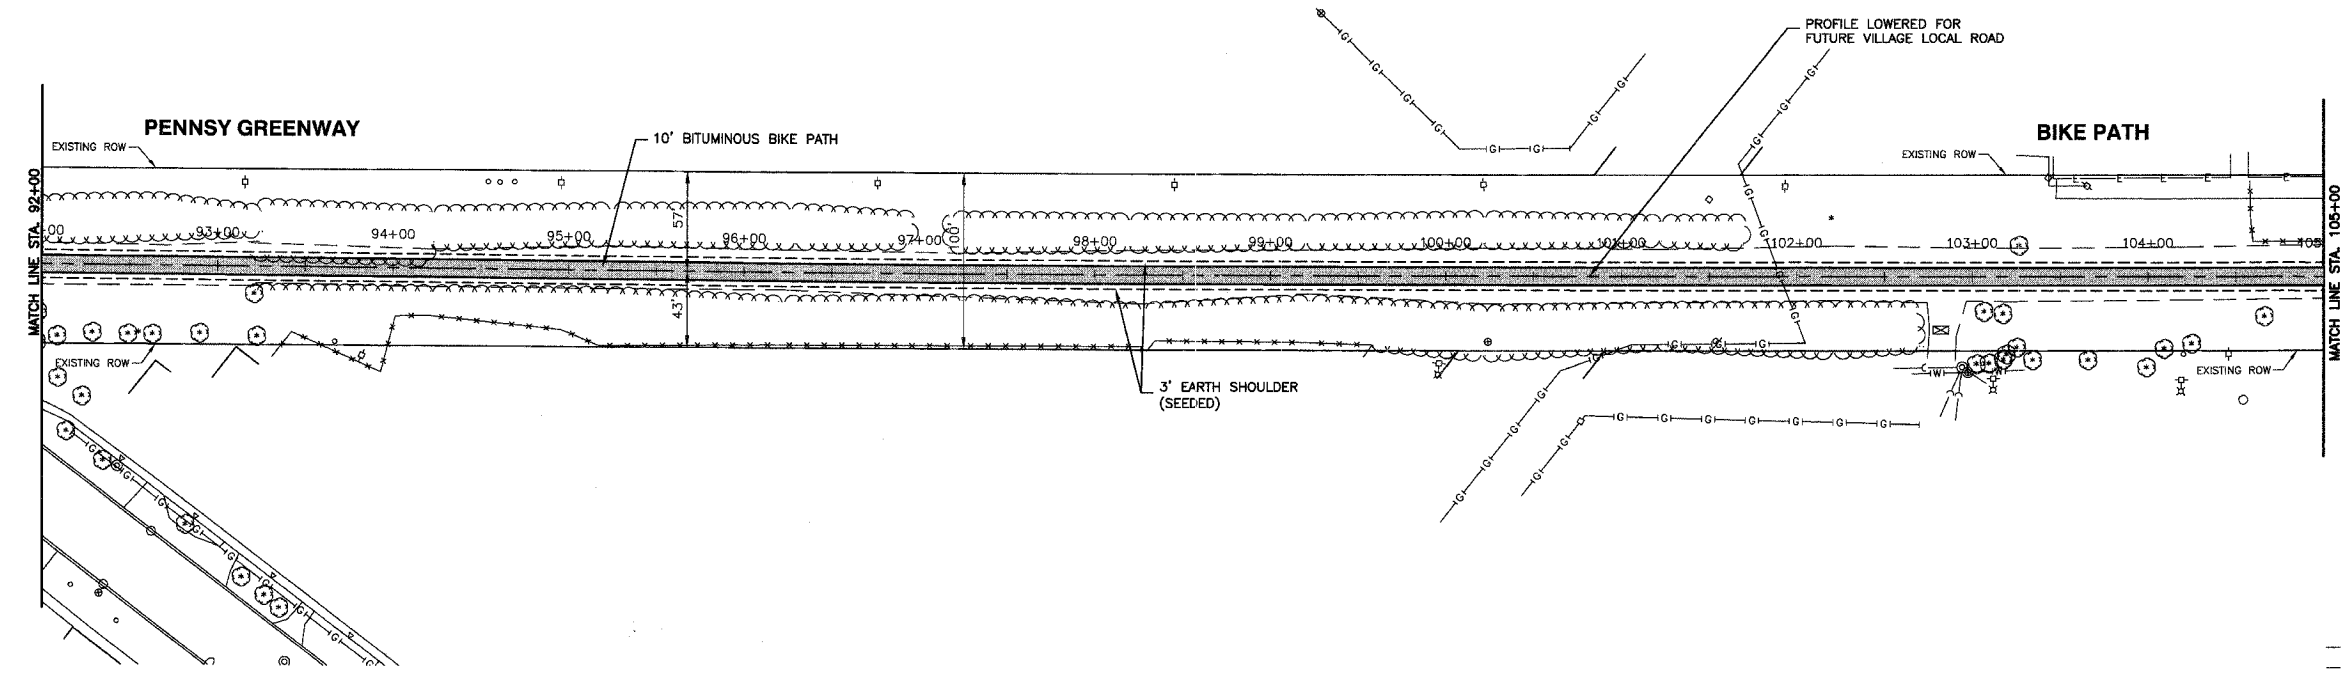 PROFILE LOWERED FOR
FUTURE VILLAGE LOCAL ROAD
PENNSY GREENWAY
10' BITUMINOUS BIKE PATH
BIKE PATH
EXISTING ROW
EXISTING ROW
MATCH LINE STA. 92+00
MATCH LINE STA. 105+00
57'
100'
43'
+00
93+00
94+00
95+00
96+00
97+00
98+00
99+00
100+00
101+00
102+00
103+00
104+00
105
EXISTING ROW
EXISTING ROW
3' EARTH SHOULDER
(SEEDED)